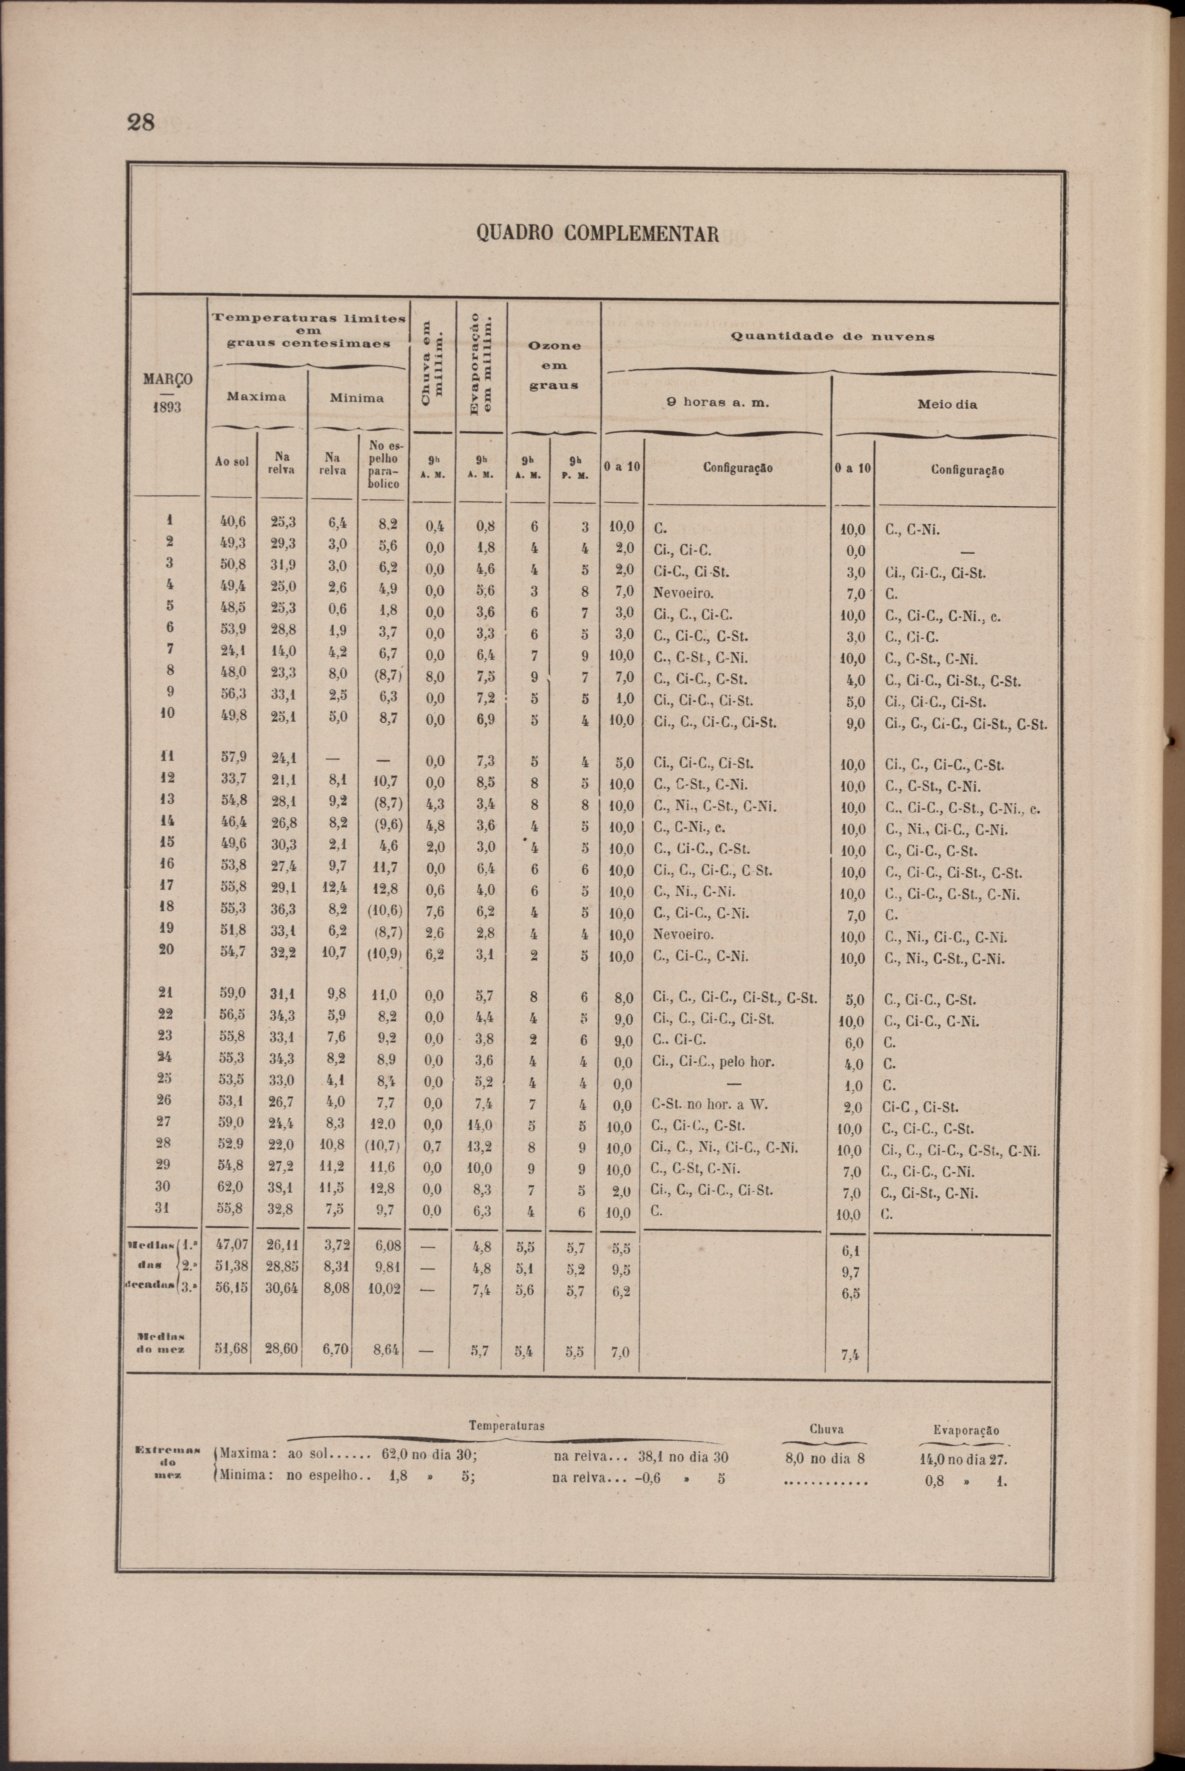 28
QUADRO COMPLEMENTAR
MARÇO
1893
Temperaturas limites
em
graus centesimaes
Chuva em
millim.
Evaporação
em millim.
Ozone
em
graus
Quantidade de nuvens
Maxima
Minima
9 horas a. m.
Meio dia
Ao sol
Na
relva
Na
relva
No es-
pelho
para-
bolico
9h
A. M.
9h
A. M.
9h
A. M.
9h
P. M.
0 a 10
Configuração
0 a 10
Configuração
1 40,6 25,3 6,4 8,2 0,4 0,8 6 3 10,0 C. 10,0 C., C-Ni.
2 49,3 29,3 3,0 5,6 0,0 1,8 4 4 2,0 Ci., Ci-C. 0,0 —
3 50,8 31,9 3,0 6,2 0,0 4,6 4 5 2,0 Ci-C., Ci-St. 3,0 Ci., Ci-C., Ci-St.
4 49,4 25,0 2,6 4,9 0,0 5,6 3 8 7,0 Nevoeiro. 7,0 C.
5 48,5 25,3 0,6 1,8 0,0 3,6 6 7 3,0 Ci., C., Ci-C. 10,0 C., Ci-C., C-Ni., c.
6 53,9 28,8 1,9 3,7 0,0 3,3 6 5 3,0 C., Ci-C., C-St. 3,0 C., Ci-C.
7 24,1 14,0 4,2 6,7 0,0 6,4 7 9 10,0 C., C-St., C-Ni. 10,0 C., C-St., C-Ni.
8 48,0 23,3 8,0 (8,7) 8,0 7,5 9 7 7,0 C., Ci-C., C-St. 4,0 C., Ci-C., Ci-St., C-St.
9 56,3 33,1 2,5 6,3 0,0 7,2 5 5 1,0 Ci., Ci-C., Ci-St. 5,0 Ci., Ci-C., Ci-St.
10 49,8 25,1 5,0 8,7 0,0 6,9 5 4 10,0 Ci., C., Ci-C., Ci-St. 9,0 Ci., C., Ci-C., Ci-St., C-St.
11 57,9 24,1 — — 0,0 7,3 5 4 5,0 Ci., Ci-C., Ci-St. 10,0 Ci., C., Ci-C., C-St.
12 33,7 21,1 8,1 10,7 0,0 8,5 8 5 10,0 C., C-St., C-Ni. 10,0 C., C-St., C-Ni.
13 54,8 28,1 9,2 (8,7) 4,3 3,4 8 8 10,0 C., Ni., C-St., C-Ni. 10,0 C.. Ci-C., C-St., C-Ni., c.
14 46,4 26,8 8,2 (9,6) 4,8 3,6 4 5 10,0 C., C-Ni., c. 10,0 C., Ni., Ci-C., C-Ni.
15 49,6 30,3 2,1 4,6 2,0 3,0 4 5 10,0 C., Ci-C., C-St. 10,0 C., Ci-C., C-St.
16 53,8 27,4 9,7 11,7 0,0 6,4 6 6 10,0 Ci., C., Ci-C., C-St. 10,0 C., Ci-C., Ci-St., C-St.
17 55,8 29,1 12,4 12,8 0,6 4,0 6 5 10,0 C., Ni., C-Ni. 10,0 C., Ci-C., C-St., C-Ni.
18 55,3 36,3 8,2 (10,6) 7,6 6,2 4 5 10,0 C., Ci-C., C-Ni. 7,0 C.
19 51,8 33,1 6,2 (8,7) 2,6 2,8 4 4 10,0 Nevoeiro. 10,0 C., Ni., Ci-C., C-Ni.
20 54,7 32,2 10,7 (10,9) 6,2 3,1 2 5 10,0 C., Ci-C., C-Ni. 10,0 C., Ni., C-St., C-Ni.
21 59,0 31,1 9,8 11,0 0,0 5,7 8 6 8,0 Ci., C., Ci-C., Ci-St., C-St. 5,0 C., Ci-C., C-St.
22 56,5 34,3 5,9 8,2 0,0 4,4 4 5 9,0 Ci., C., Ci-C., Ci-St. 10,0 C., Ci-C., C-Ni.
23 55,8 33,1 7,6 9,2 0,0 3,8 2 6 9,0 C.. Ci-C. 6,0 C.
24 55,3 34,3 8,2 8,9 0,0 3,6 4 4 0,0 Ci., Ci-C., pelo hor. 4,0 C.
25 53,5 33,0 4,1 8,4 0,0 5,2 4 4 0,0 — 1,0 C.
26 53,1 26,7 4,0 7,7 0,0 7,4 7 4 0,0 C-St. no hor. a W. 2,0 Ci-C., Ci-St.
27 59,0 24,4 8,3 12,0 0,0 14,0 5 5 10,0 C., Ci-C., C-St. 10,0 C., Ci-C., C-St.
28 52,9 22,0 10,8 (10,7) 0,7 13,2 8 9 10,0 Ci., C., Ni., Ci-C., C-Ni. 10,0 Ci., C., Ci-C., C-St., C-Ni.
29 54,8 27,2 11,2 11,6 0,0 10,0 9 9 10,0 C., C-St, C-Ni. 7,0 C., Ci-C., C-Ni.
30 62,0 38,1 11,5 12,8 0,0 8,3 7 5 2,0 Ci., C., Ci-C., Ci-St. 7,0 C., Ci-St., C-Ni.
31 55,8 32,8 7,5 9,7 0,0 6,3 4 6 10,0 C. 10,0 C.
Medias 1.ª 47,07 26,11 3,72 6,08 — 4,8 5,5 5,7 5,5 6,1
das 2.ª 51,38 28,85 8,31 9,81 — 4,8 5,1 5,2 9,5 9,7
decadas 3.ª 56,15 30,64 8,08 10,02 — 7,4 5,6 5,7 6,2 6,5
Medias
do mez 51,68 28,60 6,70 8,64 — 5,7 5,4 5,5 7,0 7,4
Temperaturas Chuva Evaporação
Extremas
do
mez
Maxima: ao sol...... 62,0 no dia 30; na relva... 38,1 no dia 30 8,0 no dia 8 14,0 no dia 27.
Minima: no espelho.. 1,8 » 5; na relva... -0,6 » 5 ............ 0,8 » 1.